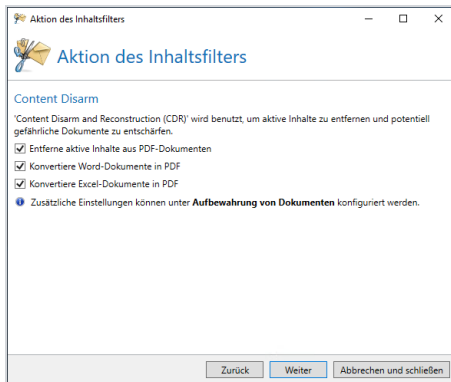 Aktion des Inhaltsfilters
Aktion des Inhaltsfilters
Content Disarm
'Content Disarm and Reconstruction (CDR)' wird benutzt, um aktive Inhalte zu entfernen und potentiell
gefährliche Dokumente zu entschärfen.
Entferne aktive Inhalte aus PDF-Dokumenten
Konvertiere Word-Dokumente in PDF
Konvertiere Excel-Dokumente in PDF
Zusätzliche Einstellungen können unter Aufbewahrung von Dokumenten konfiguriert werden.
Zurück Weiter Abbrechen und schließen